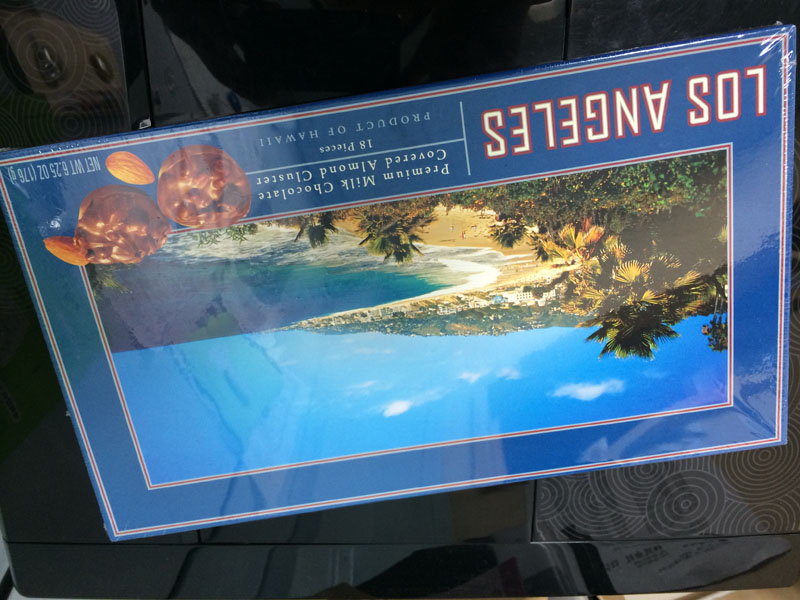 LOS ANGELES
PRODUCT OF HAWAII
Premium Milk Chocolate
Covered Almond Cluster
18 Pieces
NET WT 6.25 OZ (176 g)